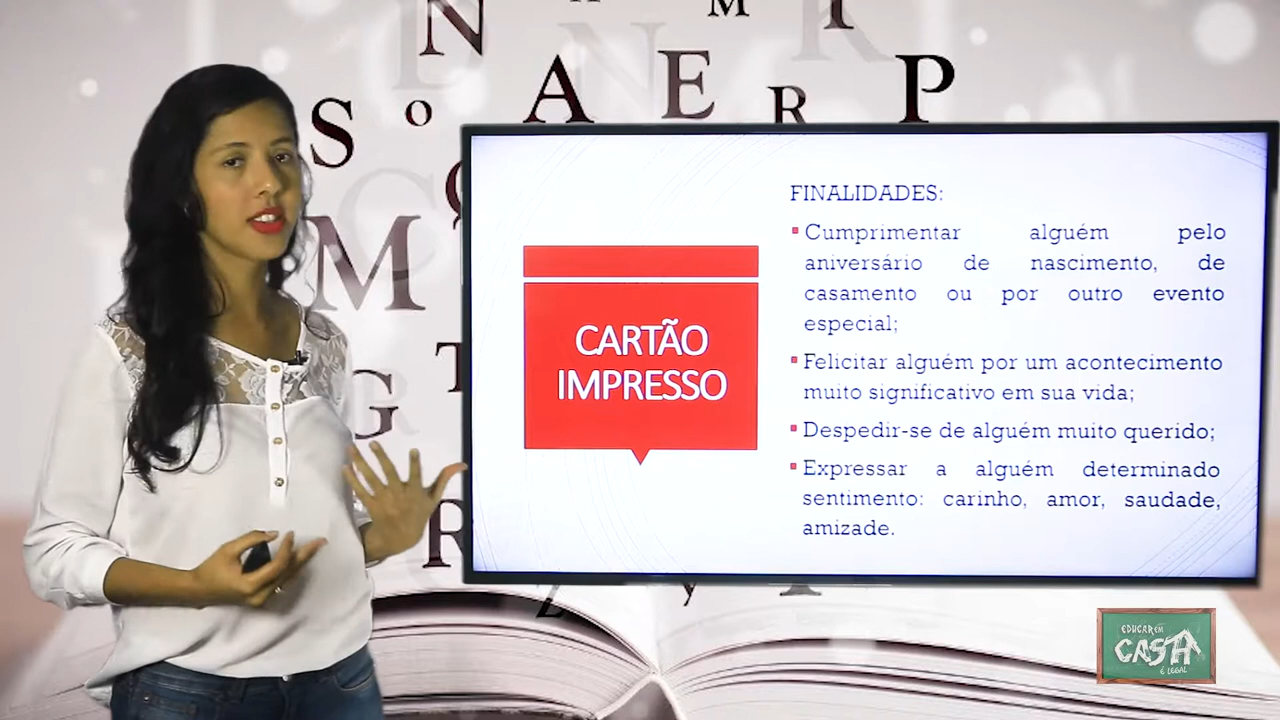 N A M I
S O A E R P
M
G T
R
CARTÃO
IMPRESSO
FINALIDADES:
Cumprimentar alguém pelo
aniversário de nascimento, de
casamento ou por outro evento
especial;
Felicitar alguém por um acontecimento
muito significativo em sua vida;
Despedir-se de alguém muito querido;
Expressar a alguém determinado
sentimento: carinho, amor, saudade,
amizade.
EDUCAR EM
CASA
É LEGAL